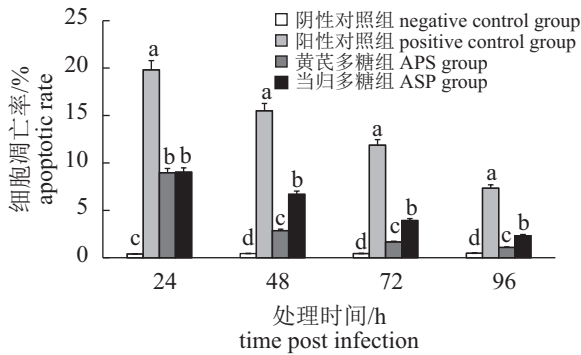 阴性对照组 negative control group
阳性对照组 positive control group
黄芪多糖组 APS group
当归多糖组 ASP group
细胞凋亡率/%
apoptotic rate
25
20
15
10
5
0
c a b b
d a c b
d a c b
d a c b
24 48 72 96
处理时间/h
time post infection